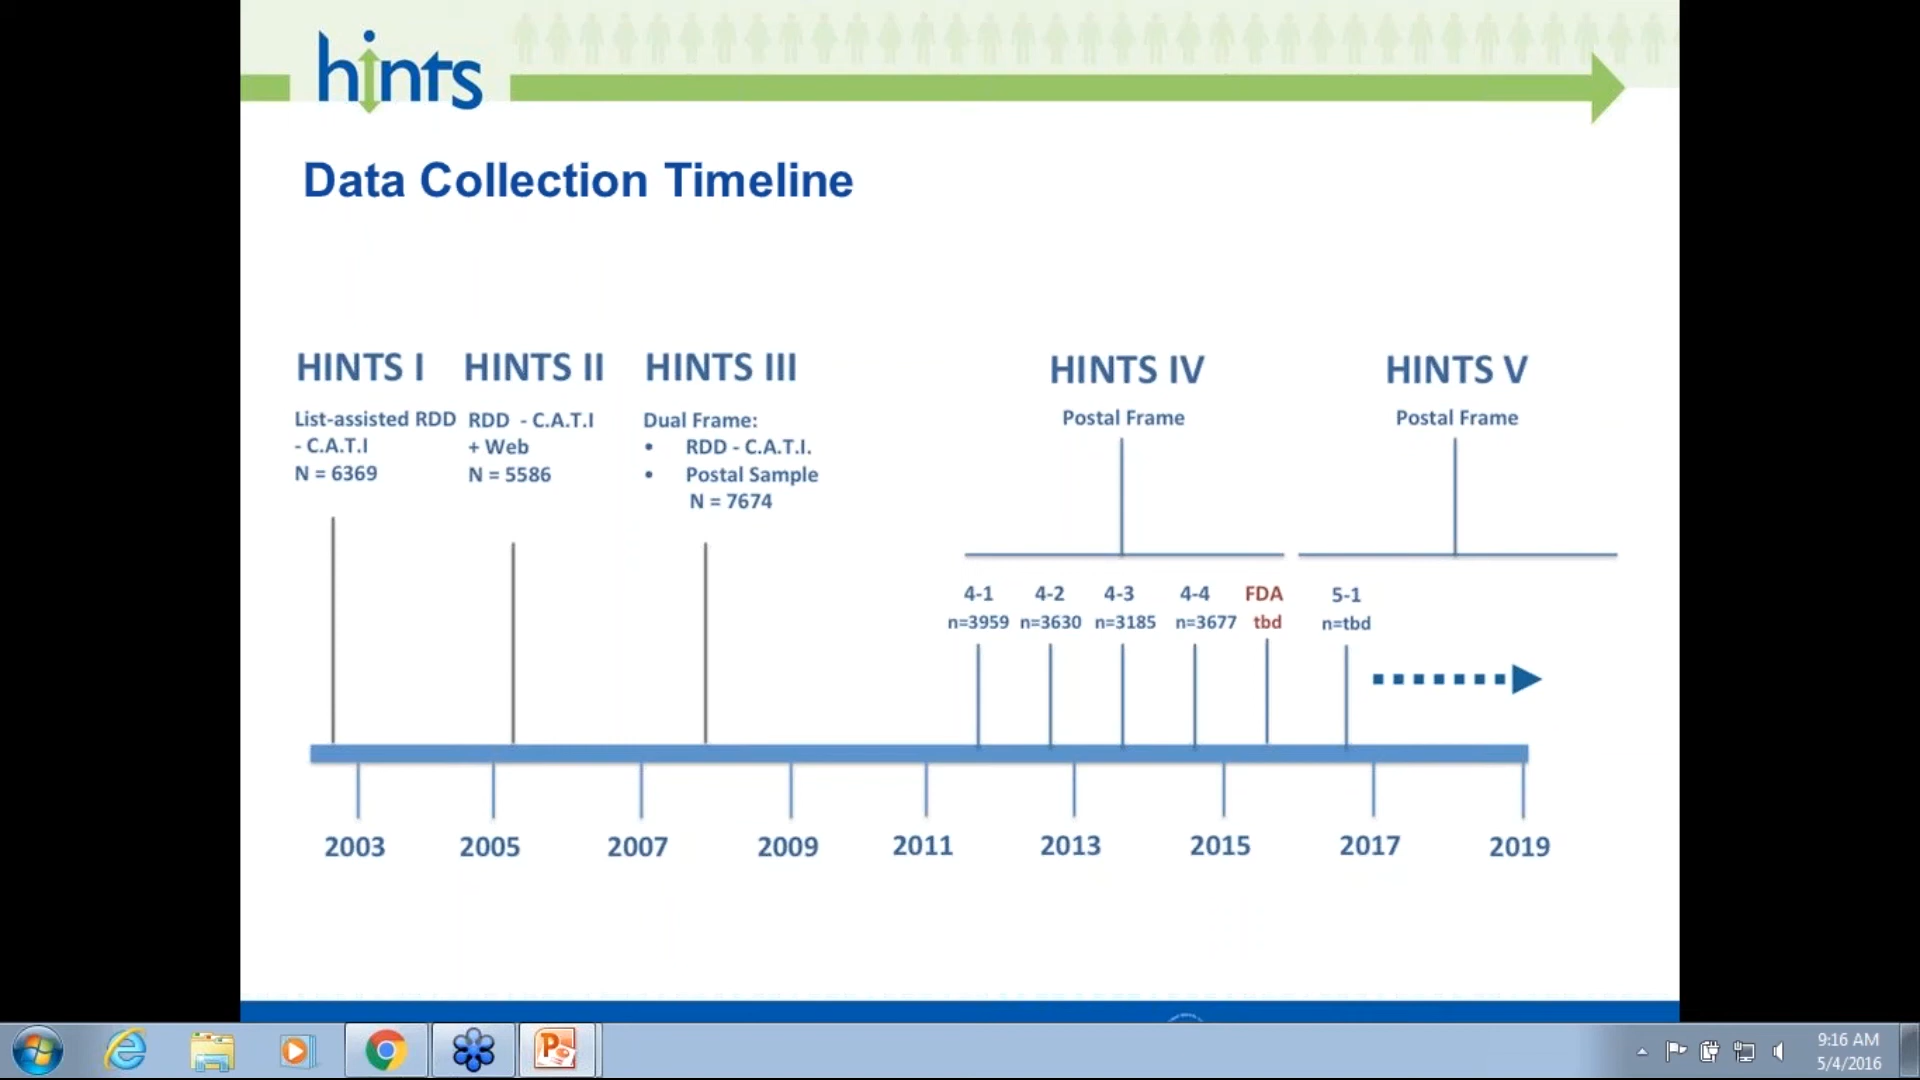 hints
Data Collection Timeline
HINTS I
List-assisted RDD
- C.A.T.I
N = 6369
HINTS II
RDD - C.A.T.I
+ Web
N = 5586
HINTS III
Dual Frame:
• RDD - C.A.T.I.
• Postal Sample
N = 7674
HINTS IV
Postal Frame
HINTS V
Postal Frame
4-1
n=3959
4-2
n=3630
4-3
n=3185
4-4
n=3677
FDA
tbd
5-1
n=tbd
2003 2005 2007 2009 2011 2013 2015 2017 2019
9:16 AM
5/4/2016